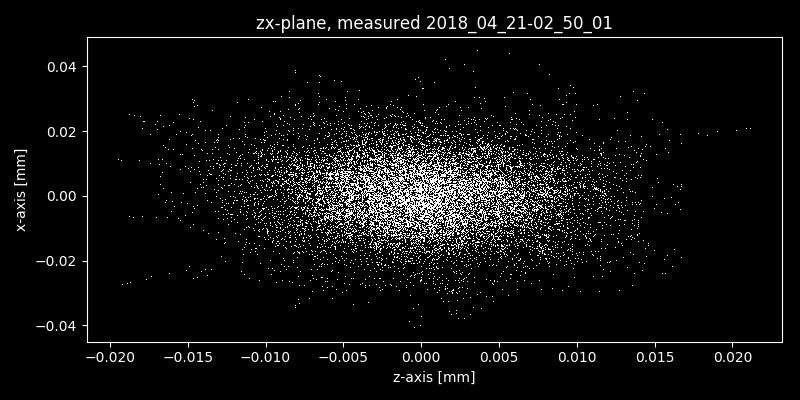 zx-plane, measured 2018_04_21-02_50_01
0.04
0.02
0.00
−0.02
−0.04
x-axis [mm]
−0.020 −0.015 −0.010 −0.005 0.000 0.005 0.010 0.015 0.020
z-axis [mm]